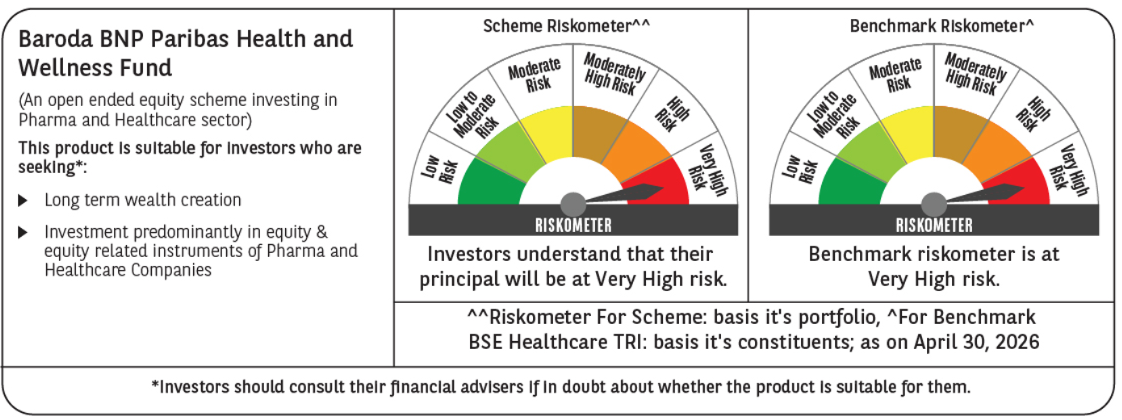 Baroda BNP Paribas Health and
Wellness Fund
(An open ended equity scheme investing in
Pharma and Healthcare sector)
This product is suitable for investors who are
seeking*:
Long term wealth creation
Investment predominantly in equity &
equity related instruments of Pharma and
Healthcare Companies
Scheme Riskometer^^
Low
Risk
Low to
Moderate
Risk
Moderate
Risk
Moderately
High Risk
High
Risk
Very High
Risk
RISKOMETER
Investors understand that their
principal will be at Very High risk.
Benchmark Riskometer^
Low
Risk
Low to
Moderate
Risk
Moderate
Risk
Moderately
High Risk
High
Risk
Very High
Risk
RISKOMETER
Benchmark riskometer is at
Very High risk.
^^Riskometer For Scheme: basis it's portfolio, ^For Benchmark
BSE Healthcare TRI: basis it's constituents; as on April 30, 2026
*Investors should consult their financial advisers if in doubt about whether the product is suitable for them.